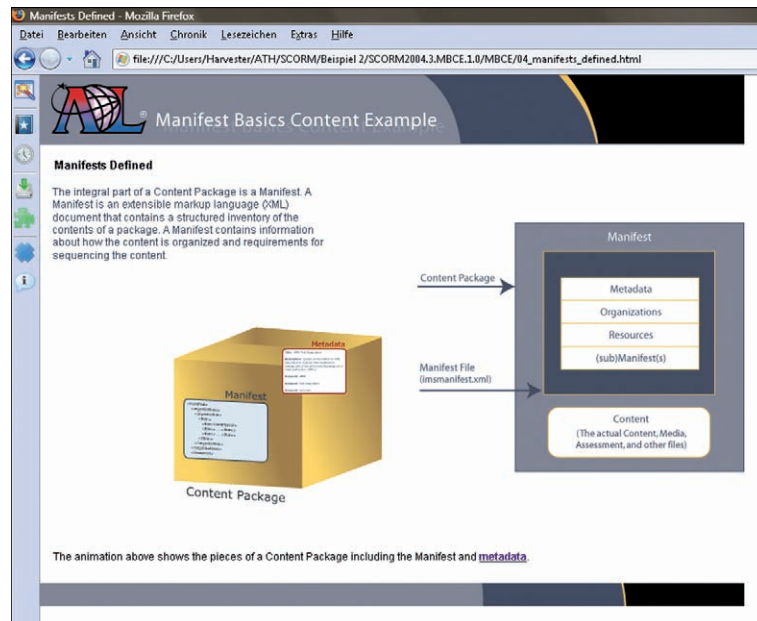 Manifests Defined - Mozilla Firefox
Datei Bearbeiten Ansicht Chronik Lesezeichen Extras Hilfe
file:///C:/Users/Harvester/ATH/SCORM/Beispiel 2/SCORM2004.3.MBCE.1.0/MBCE/04_manifests_defined.html
ADL ® Manifest Basics Content Example
Manifests Defined
The integral part of a Content Package is a Manifest. A
Manifest is an extensible markup language (XML)
document that contains a structured inventory of the
contents of a package. A Manifest contains information
about how the content is organized and requirements for
sequencing the content.
Metadata
Manifest
Content Package
Manifest
Content Package
Metadata
Organizations
Resources
(sub)Manifest(s)
Manifest File
(imsmanifest.xml)
Content
(The actual Content, Media,
Assessment, and other files)
The animation above shows the pieces of a Content Package including the Manifest and metadata.